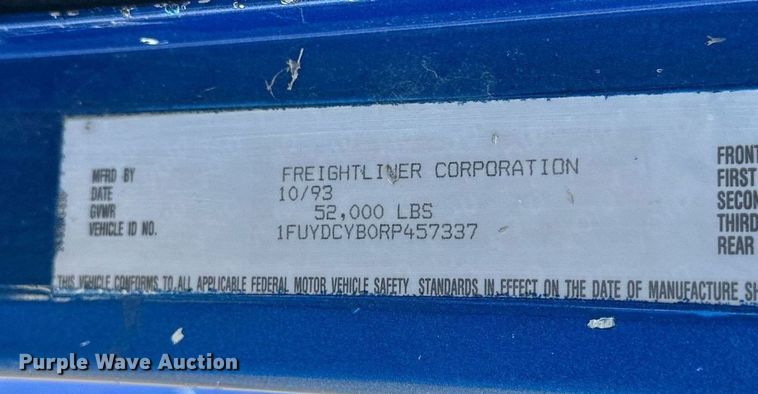 MFRD BY FREIGHTLINER CORPORATION
DATE 10/93
GVWR 52,000 LBS
VEHICLE ID NO. 1FUYDCYB0RP457337
THIS VEHICLE CONFORMS TO ALL APPLICABLE FEDERAL MOTOR VEHICLE SAFETY STANDARDS IN EFFECT ON THE DATE OF MANUFACTURE SH
FRONT
FIRST
SECON
THIRD
REAR
Purple Wave Auction